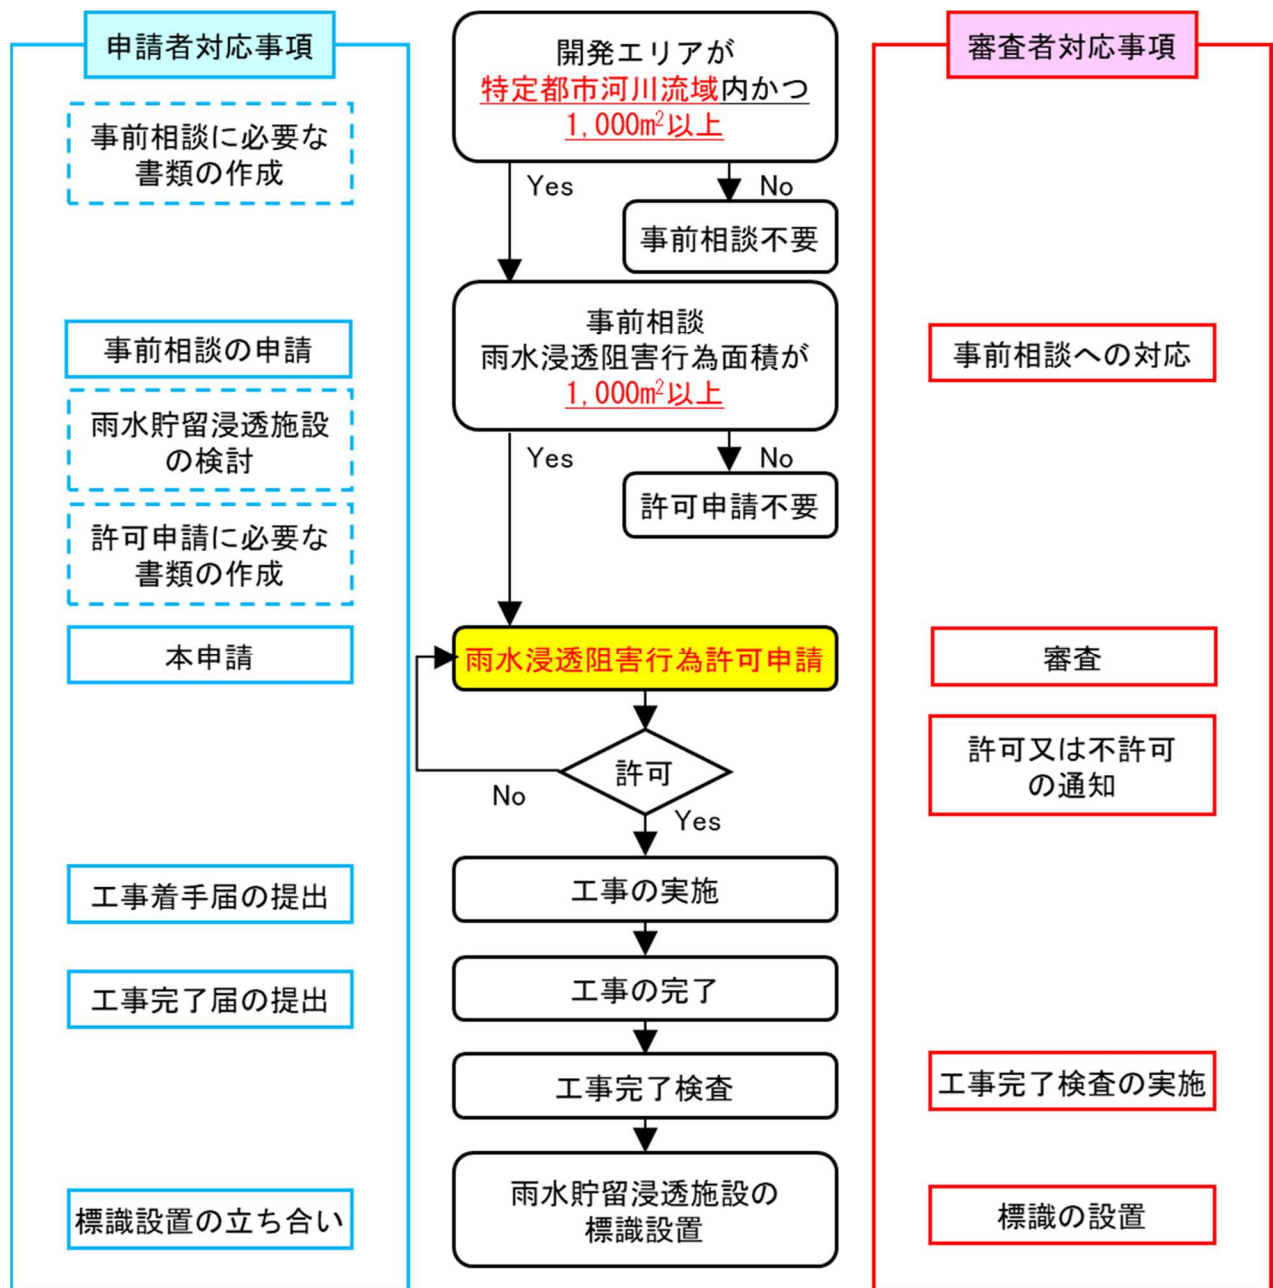 申請者対応事項
事前相談に必要な
書類の作成
事前相談の申請
雨水貯留浸透施設
の検討
許可申請に必要な
書類の作成
本申請
工事着手届の提出
工事完了届の提出
標識設置の立ち合い
開発エリアが
特定都市河川流域内かつ
1,000m²以上
Yes
No
事前相談不要
事前相談
雨水浸透阻害行為面積が
1,000m²以上
Yes
No
許可申請不要
雨水浸透阻害行為許可申請
許可
No
Yes
工事の実施
工事の完了
工事完了検査
雨水貯留浸透施設の
標識設置
審査者対応事項
事前相談への対応
審査
許可又は不許可
の通知
工事完了検査の実施
標識の設置